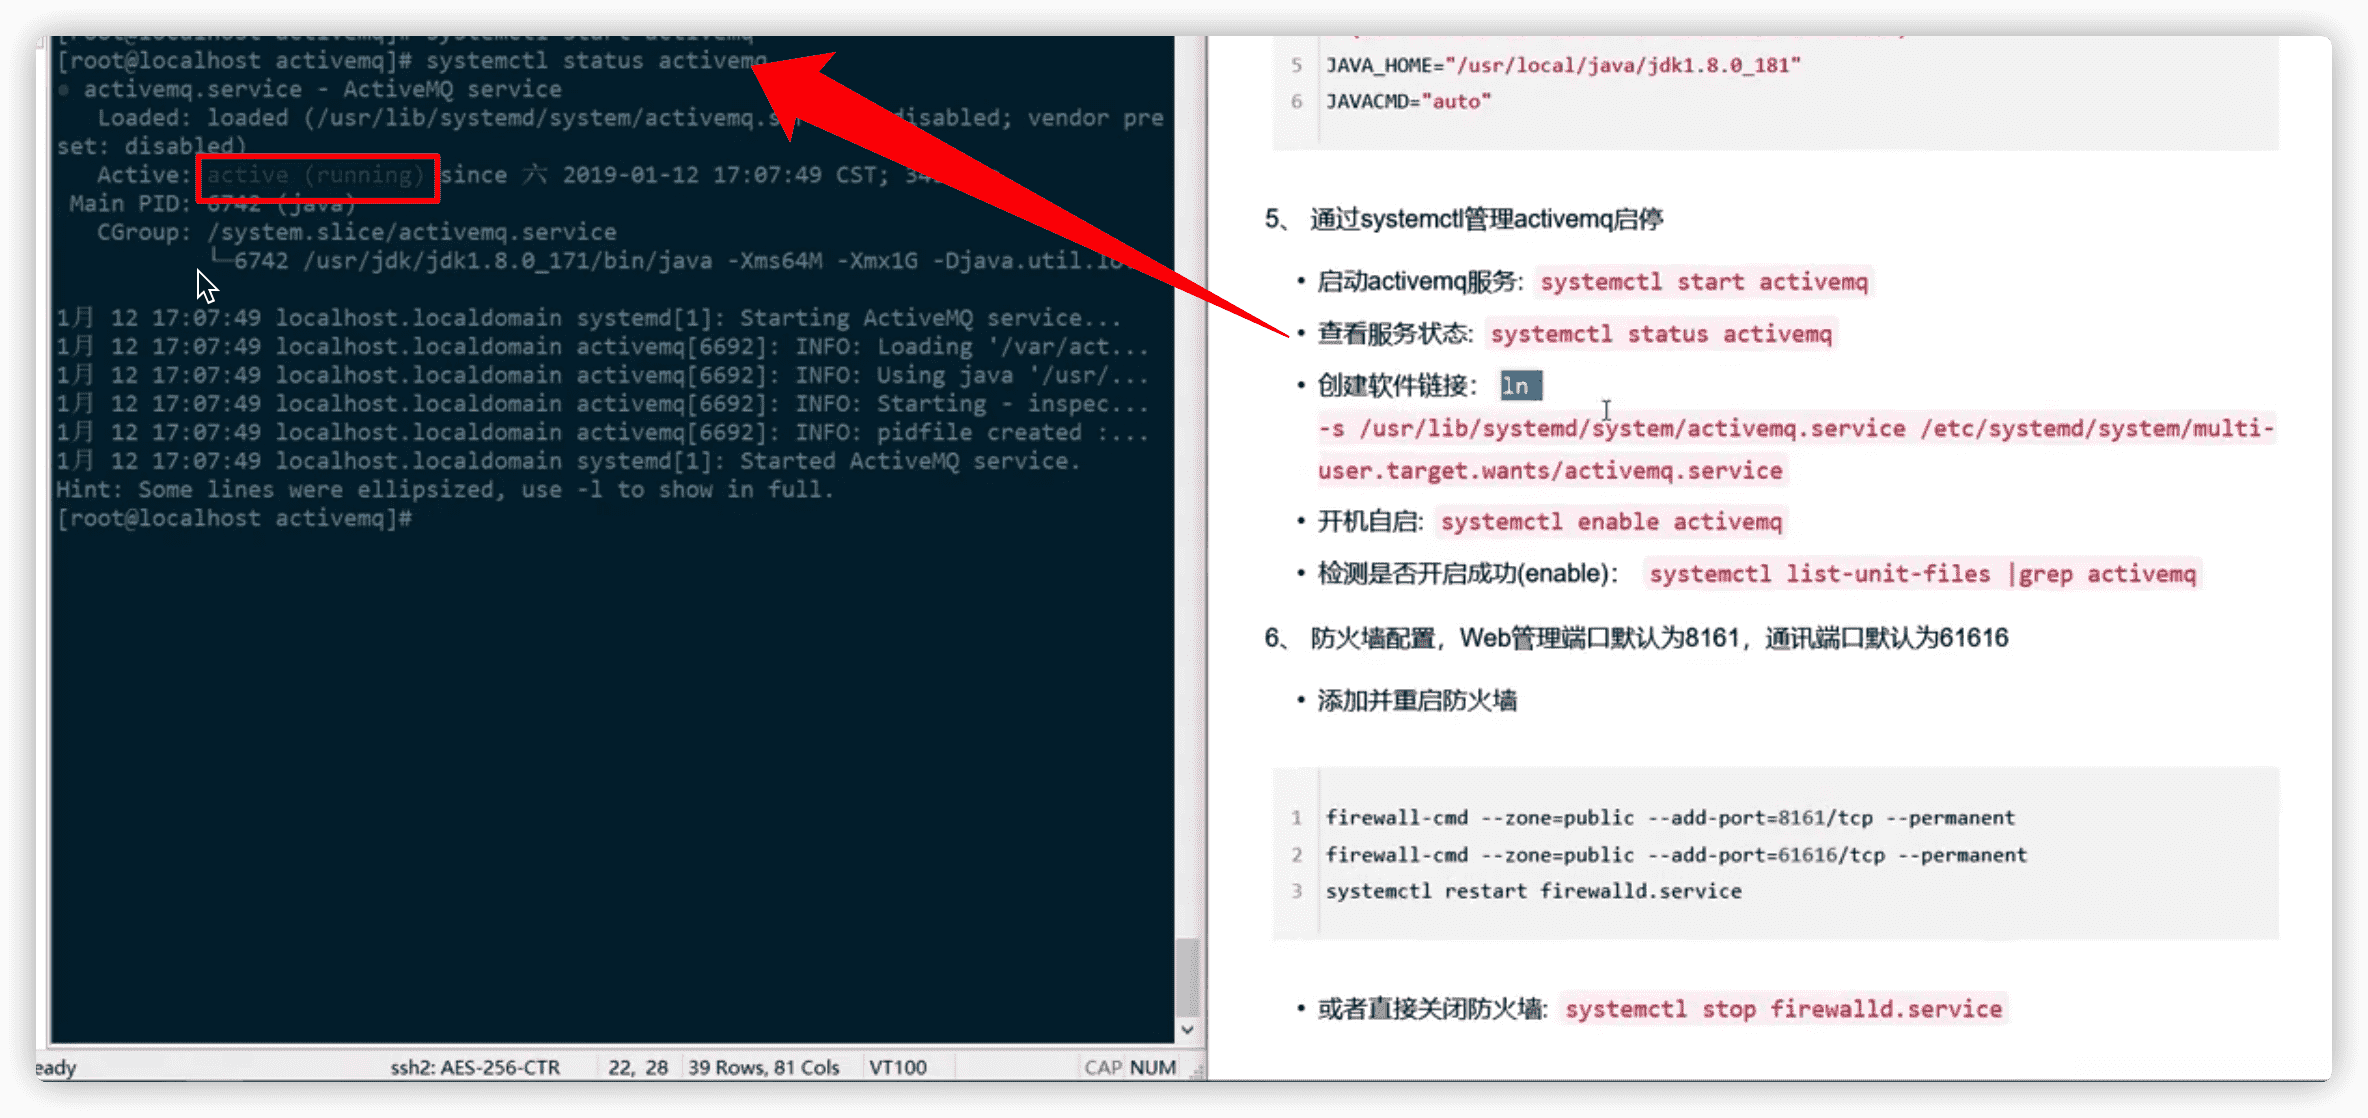 [root@localhost activemq]# systemctl start activemq
[root@localhost activemq]# systemctl status activemq
● activemq.service - ActiveMQ service
Loaded: loaded (/usr/lib/systemd/system/activemq.s disabled; vendor pre
set: disabled)
Active: active (running) since 六 2019-01-12 17:07:49 CST;
Main PID: 6742 (java)
CGroup: /system.slice/activemq.service
└─6742 /usr/jdk/jdk1.8.0_171/bin/java -Xms64M -Xmx1G -Djava.util.lo
1月 12 17:07:49 localhost.localdomain systemd[1]: Starting ActiveMQ service...
1月 12 17:07:49 localhost.localdomain activemq[6692]: INFO: Loading '/var/act...
1月 12 17:07:49 localhost.localdomain activemq[6692]: INFO: Using java '/usr/...
1月 12 17:07:49 localhost.localdomain activemq[6692]: INFO: Starting - inspec...
1月 12 17:07:49 localhost.localdomain activemq[6692]: INFO: pidfile created :...
1月 12 17:07:49 localhost.localdomain systemd[1]: Started ActiveMQ service.
Hint: Some lines were ellipsized, use -l to show in full.
[root@localhost activemq]#
eady ssh2: AES-256-CTR 22, 28 39 Rows, 81 Cols VT100 CAP NUM
5 JAVA_HOME="/usr/local/java/jdk1.8.0_181"
6 JAVACMD="auto"
5、 通过systemctl管理activemq启停
• 启动activemq服务: systemctl start activemq
• 查看服务状态: systemctl status activemq
• 创建软件链接： ln
-s /usr/lib/systemd/system/activemq.service /etc/systemd/system/multi-
user.target.wants/activemq.service
• 开机自启: systemctl enable activemq
• 检测是否开启成功(enable)： systemctl list-unit-files |grep activemq
6、 防火墙配置，Web管理端口默认为8161，通讯端口默认为61616
• 添加并重启防火墙
1 firewall-cmd --zone=public --add-port=8161/tcp --permanent
2 firewall-cmd --zone=public --add-port=61616/tcp --permanent
3 systemctl restart firewalld.service
• 或者直接关闭防火墙: systemctl stop firewalld.service